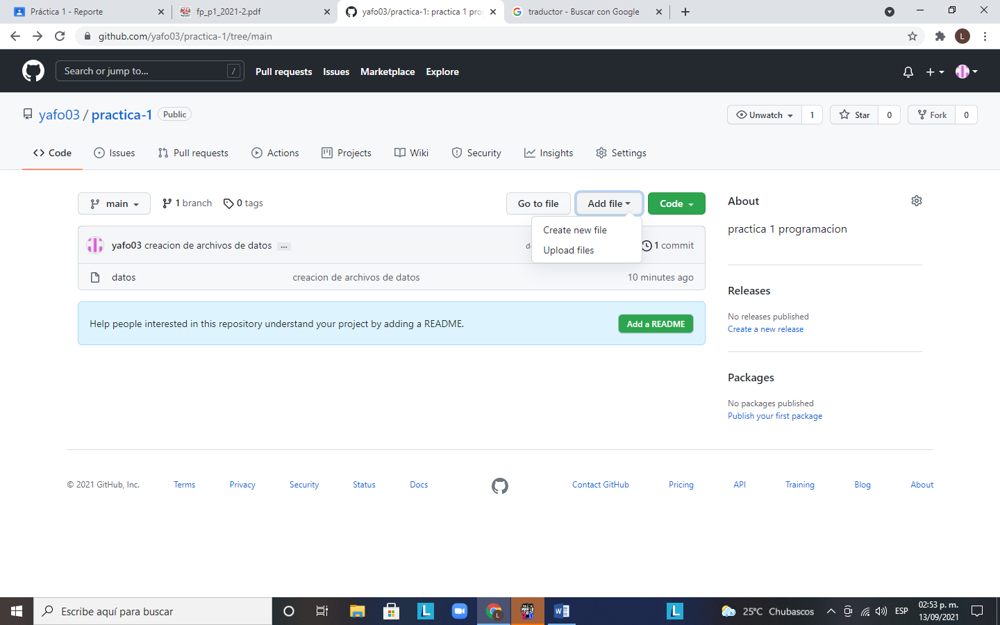 Práctica 1 - Reporte
fp_p1_2021-2.pdf
yafo03/practica-1: practica 1 pro
traductor - Buscar con Google
github.com/yafo03/practica-1/tree/main
L
Search or jump to...
/
Pull requests
Issues
Marketplace
Explore
yafo03 / practica-1
Public
Unwatch
1
Star
0
Fork
0
Code
Issues
Pull requests
Actions
Projects
Wiki
Security
Insights
Settings
main
1 branch
0 tags
Go to file
Add file
Code
Create new file
Upload files
yafo03 creacion de archivos de datos ...
1 commit
datos
creacion de archivos de datos
10 minutes ago
Help people interested in this repository understand your project by adding a README.
Add a README
About
practica 1 programacion
Releases
No releases published
Create a new release
Packages
No packages published
Publish your first package
© 2021 GitHub, Inc.
Terms
Privacy
Security
Status
Docs
Contact GitHub
Pricing
API
Training
Blog
About
Escribe aquí para buscar
L
L
W
L
25°C Chubascos
ESP
02:53 p. m.
13/09/2021